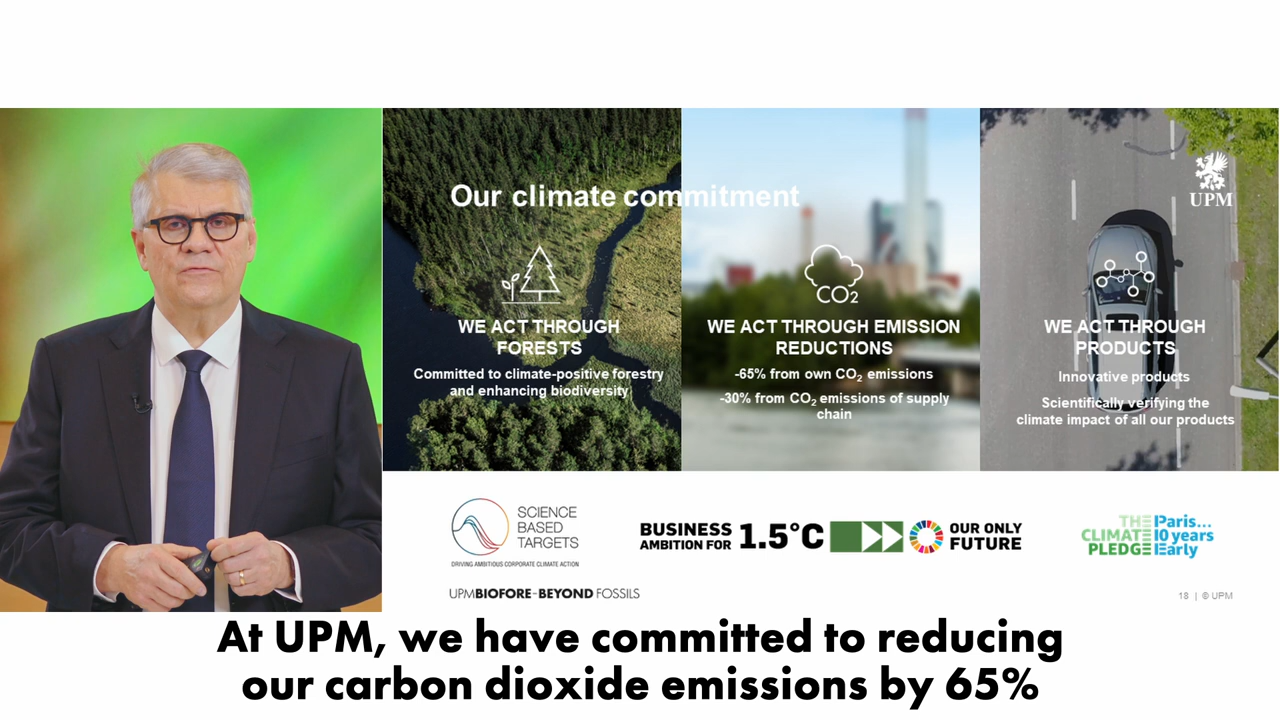 Our climate commitment
UPM
WE ACT THROUGH
FORESTS
Committed to climate-positive forestry
and enhancing biodiversity
CO2
WE ACT THROUGH EMISSION
REDUCTIONS
-65% from own CO₂ emissions
-30% from CO₂ emissions of supply
chain
WE ACT THROUGH
PRODUCTS
Innovative products
Scientifically verifying the
climate impact of all our products
SCIENCE
BASED
TARGETS
DRIVING AMBITIOUS CORPORATE CLIMATE ACTION
BUSINESS
AMBITION FOR 1.5°C
OUR ONLY
FUTURE
THE
CLIMATE
PLEDGE
Paris...
10 years
Early
UPM BIOFORE-BEYOND FOSSILS
18 | © UPM
At UPM, we have committed to reducing
our carbon dioxide emissions by 65%